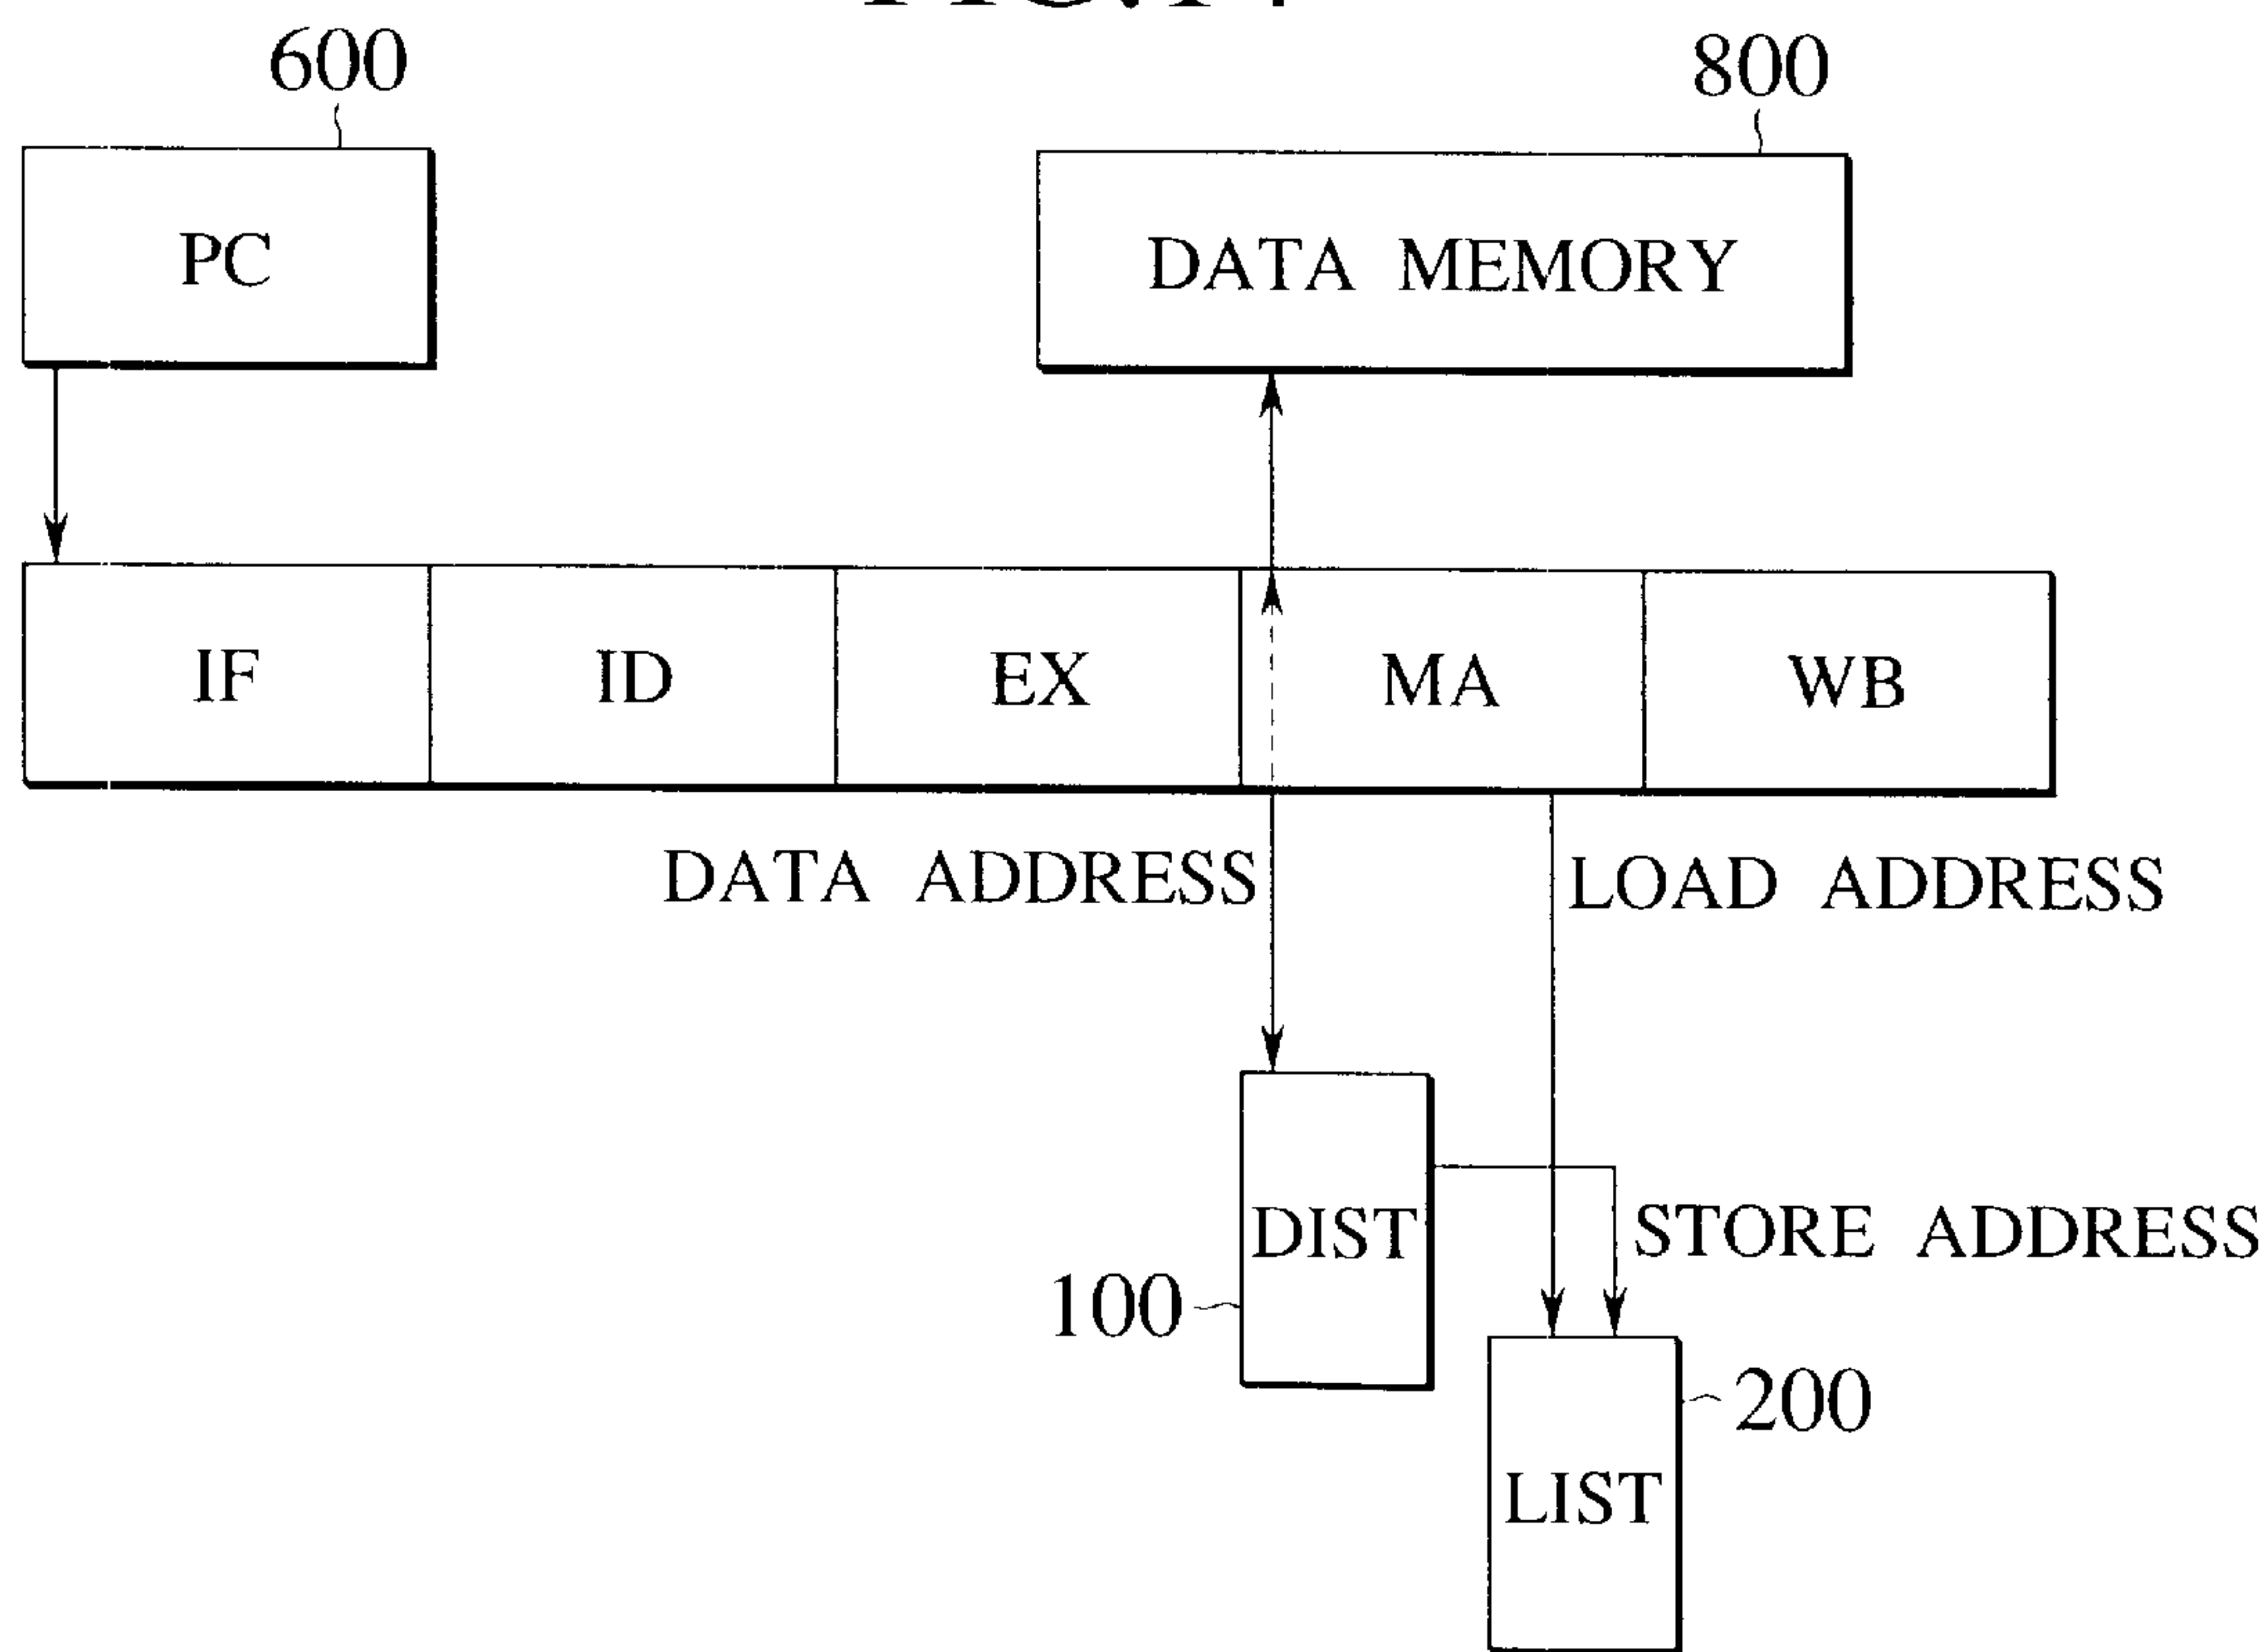 600
800
PC
DATA MEMORY
IF
ID
EX
MA
WB
DATA ADDRESS
LOAD ADDRESS
DIST
STORE ADDRESS
100
200
LIST